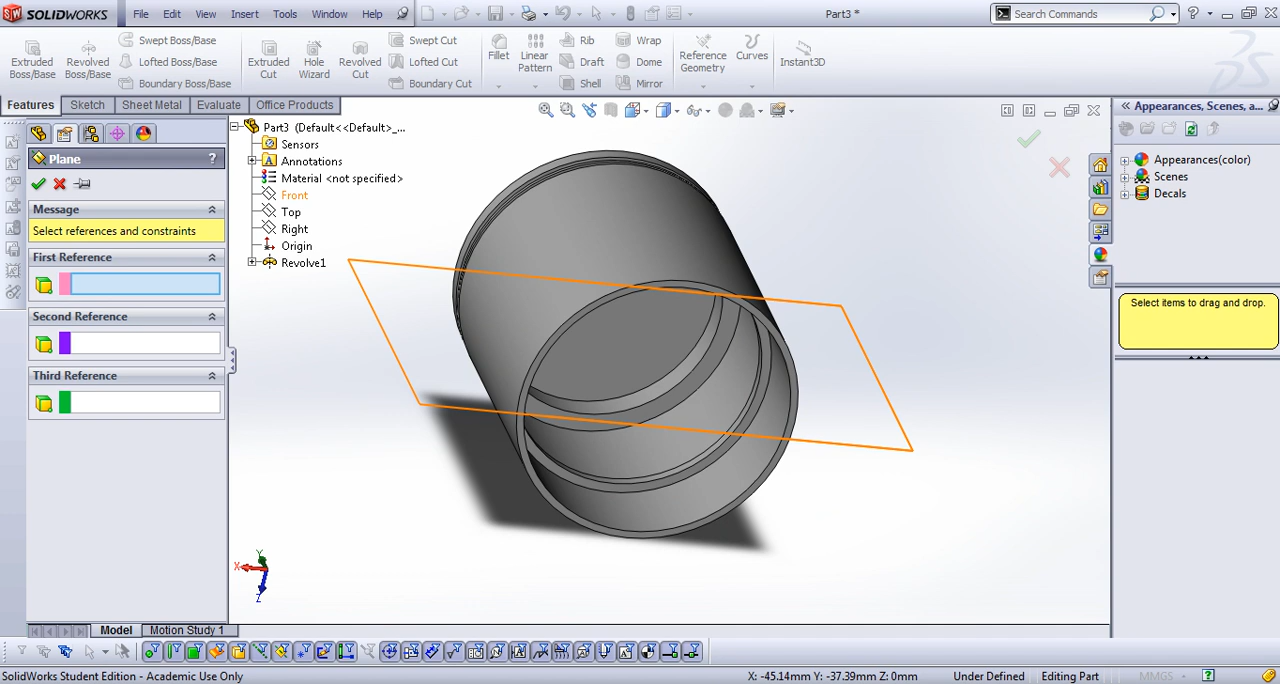 SOLIDWORKS File Edit View Insert Tools Window Help Part3 * Search Commands
Extruded Boss/Base
Revolved Boss/Base
Swept Boss/Base
Lofted Boss/Base
Boundary Boss/Base
Extruded Cut
Hole Wizard
Revolved Cut
Swept Cut
Lofted Cut
Boundary Cut
Fillet
Linear Pattern
Rib
Draft
Shell
Wrap
Dome
Mirror
Reference Geometry
Curves
Instant3D
Features Sketch Sheet Metal Evaluate Office Products
Plane ?
Message
Select references and constraints
First Reference
Second Reference
Third Reference
Part3 (Default<<Default>_...
Sensors
Annotations
Material <not specified>
Front
Top
Right
Origin
Revolve1
Appearances, Scenes, a...
Appearances(color)
Scenes
Decals
Select items to drag and drop.
Y
X
Z
Model Motion Study 1
SolidWorks Student Edition - Academic Use Only X: -45.14mm Y: -37.39mm Z: 0mm Under Defined Editing Part MMGS